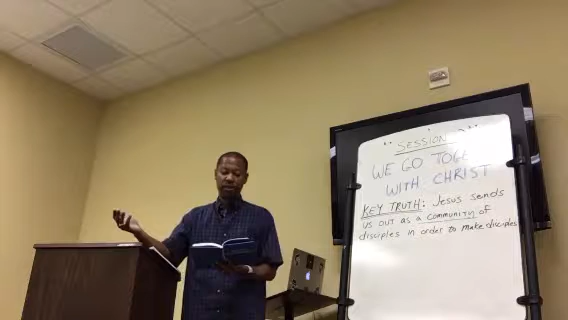 " SESSION
WE GO TOGE
WITH CHRIST
KEY TRUTH: Jesus sends
us out as a community of
disciples in order to make disciples